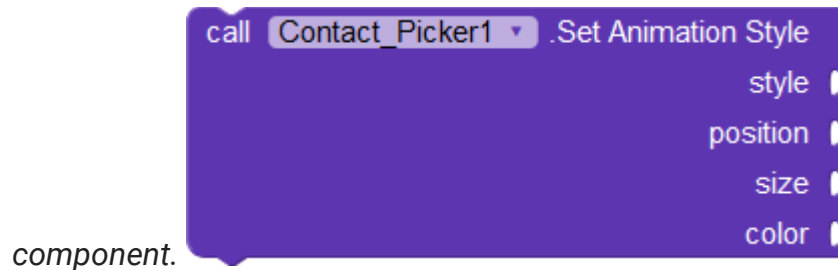 call Contact_Picker1 .Set Animation Style
style
position
size
color
component.